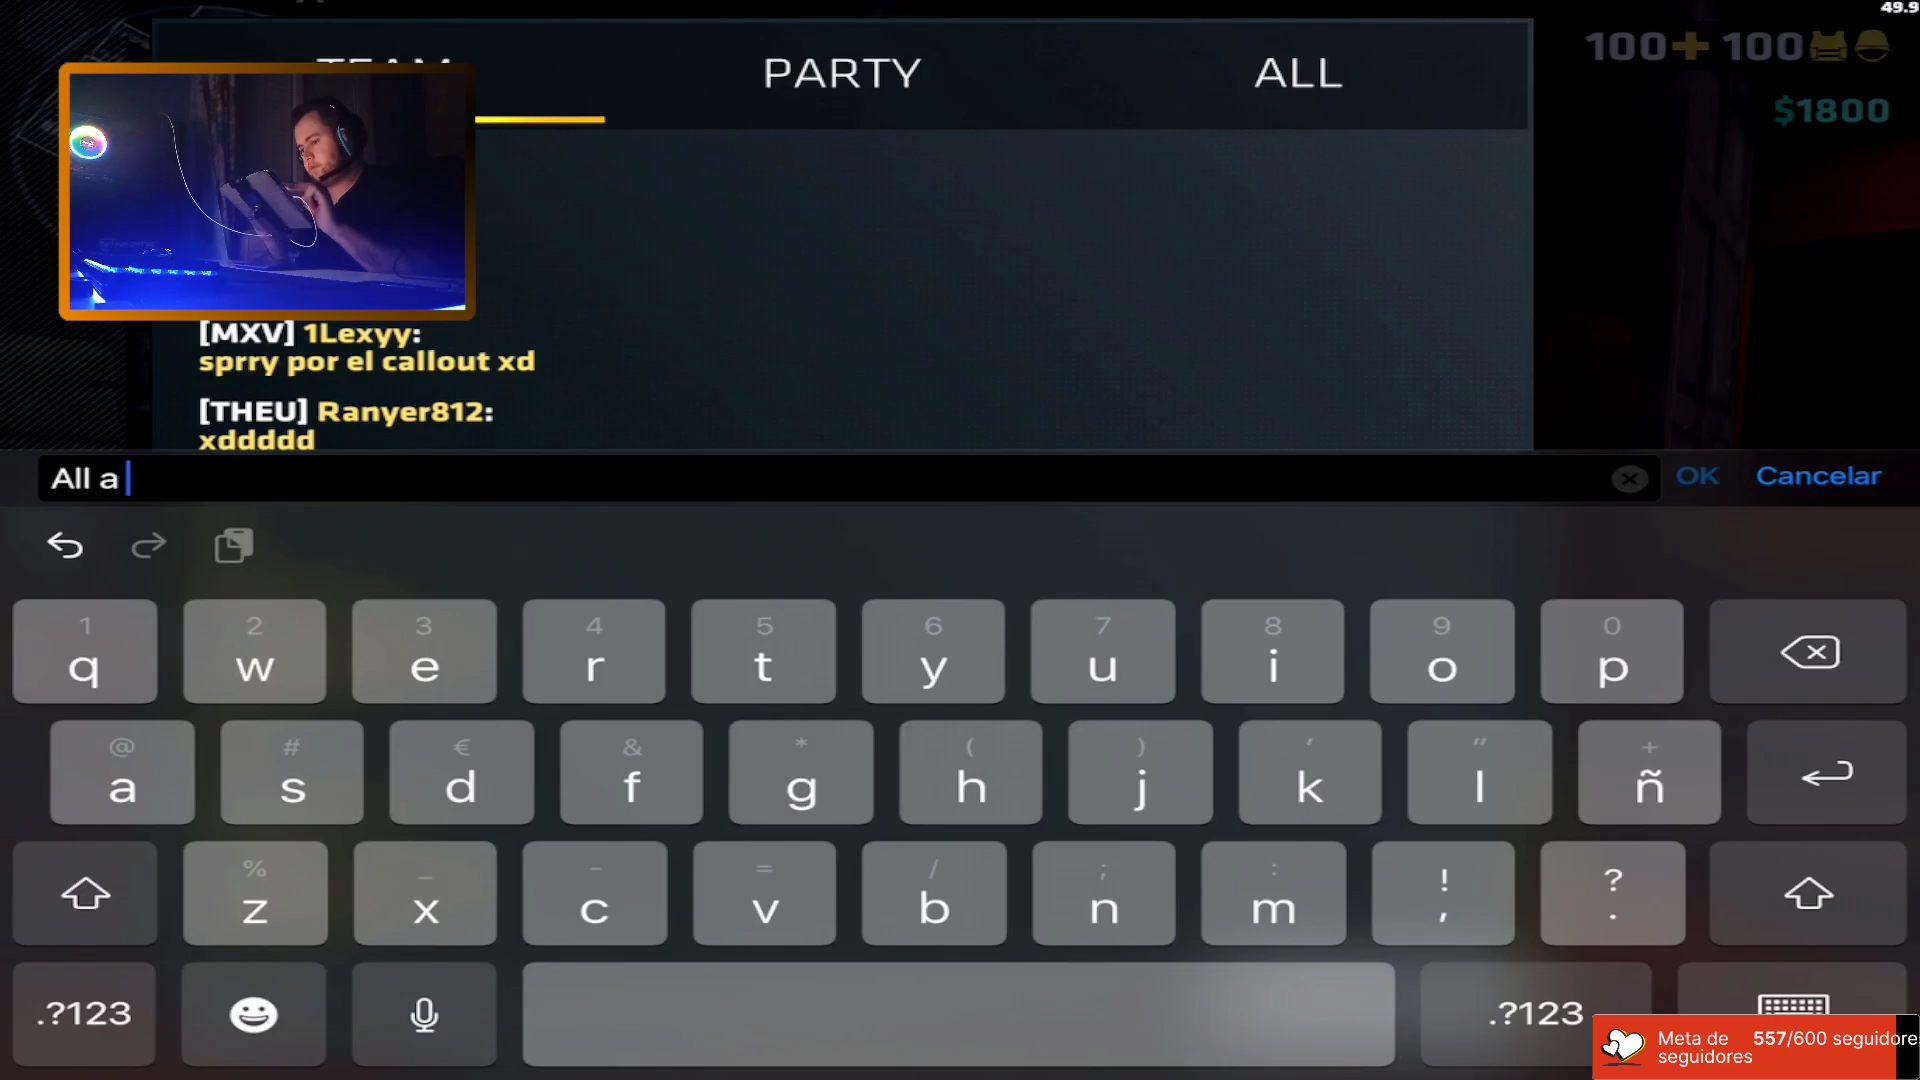 49.9
TEAM
PARTY
ALL
100+ 100
$1800
[MXV] 1Lexyy:
sprry por el callout xd
[THEU] Ranyer812:
xddddd
All a
OK
Cancelar
1 2 3 4 5 6 7 8 9 0
q w e r t y u i o p
@ # € & * ( ) ' " +
a s d f g h j k l ñ
% _ - = / ; : ! ?
z x c v b n m , .
.?123
.?123
Meta de seguidores
557/600 seguidore